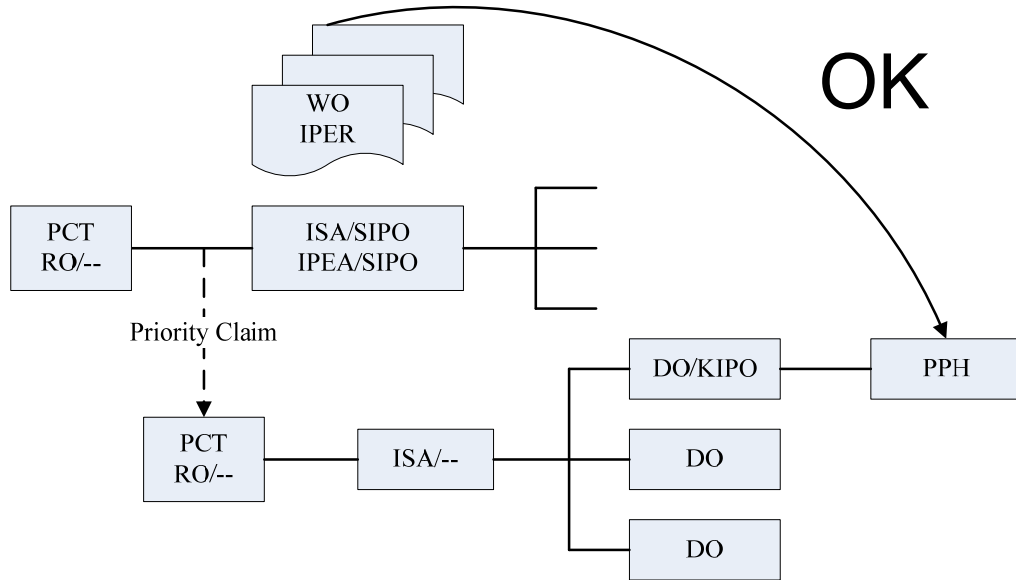 OK
WO
IPER
PCT
RO/--
ISA/SIPO
IPEA/SIPO
Priority Claim
DO/KIPO
PPH
PCT
RO/--
ISA/--
DO
DO